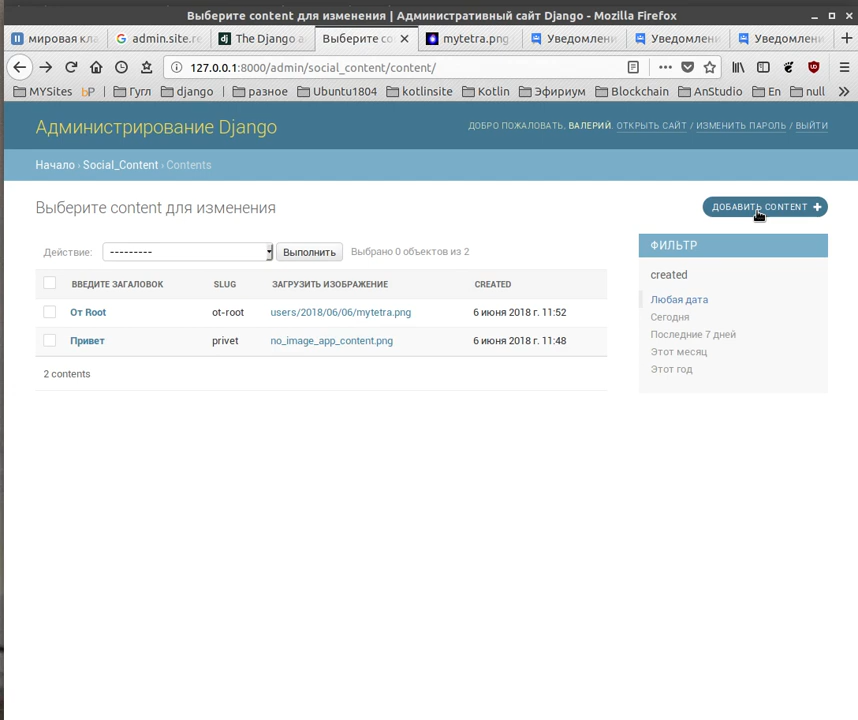 Выберите content для изменения | Административный сайт Django - Mozilla Firefox
мировая кла
admin.site.re
The Django a
Выберите co
mytetra.png
Уведомлени
Уведомлени
Уведомлени
127.0.0.1:8000/admin/social_content/content/
MYSites
bP
Гугл
django
разное
Ubuntu1804
kotlinsite
Kotlin
Эфириум
Blockchain
AnStudio
En
null
Администрирование Django
ДОБРО ПОЖАЛОВАТЬ, ВАЛЕРИЙ. ОТКРЫТЬ САЙТ / ИЗМЕНИТЬ ПАРОЛЬ / ВЫЙТИ
Начало › Social_Content › Contents
Выберите content для изменения
ДОБАВИТЬ CONTENT +
Действие: --------- Выполнить Выбрано 0 объектов из 2
ВВЕДИТЕ ЗАГАЛОВОК SLUG ЗАГРУЗИТЬ ИЗОБРАЖЕНИЕ CREATED
От Root ot-root users/2018/06/06/mytetra.png 6 июня 2018 г. 11:52
Привет privet no_image_app_content.png 6 июня 2018 г. 11:48
2 contents
ФИЛЬТР
created
Любая дата
Сегодня
Последние 7 дней
Этот месяц
Этот год